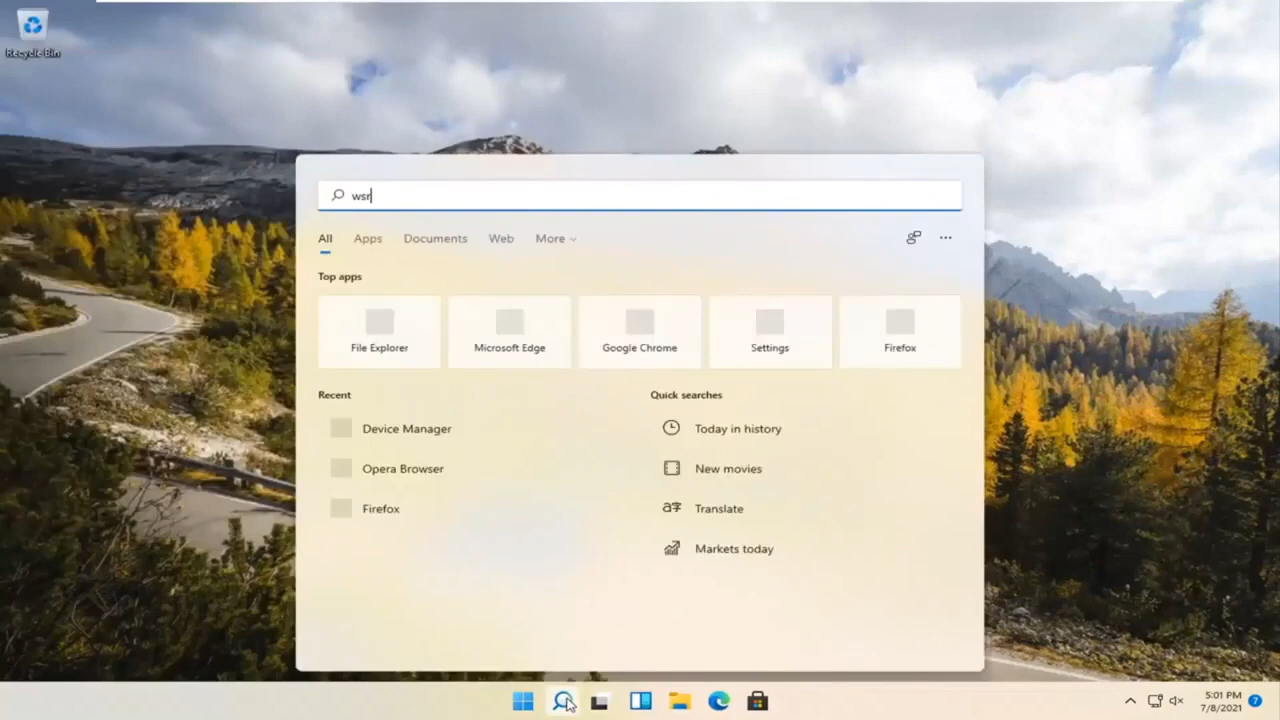 Recycle Bin
wsr
All Apps Documents Web More
Top apps
File Explorer Microsoft Edge Google Chrome Settings Firefox
Recent
Device Manager
Opera Browser
Firefox
Quick searches
Today in history
New movies
Translate
Markets today
5:01 PM
7/8/2021
7